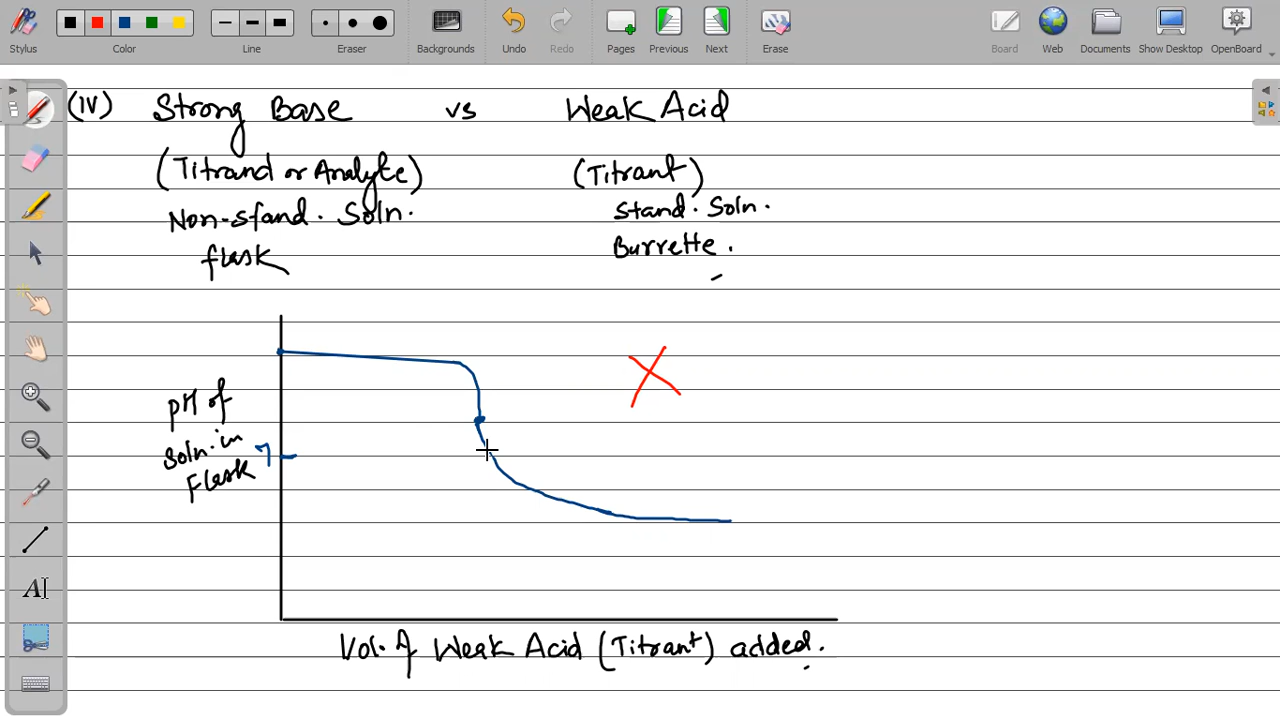 Stylus
Color
Line
Eraser
Backgrounds
Undo
Redo
Pages
Previous
Next
Erase
Board
Web
Documents
Show Desktop
OpenBoard
(IV) Strong Base vs Weak Acid
(Titrand or Analyte) (Titrant)
Non-stand. Soln. Stand. Soln.
flask Burrette.
pH of
Soln. in
Flask
7
Vol. of Weak Acid (Titrant) added.